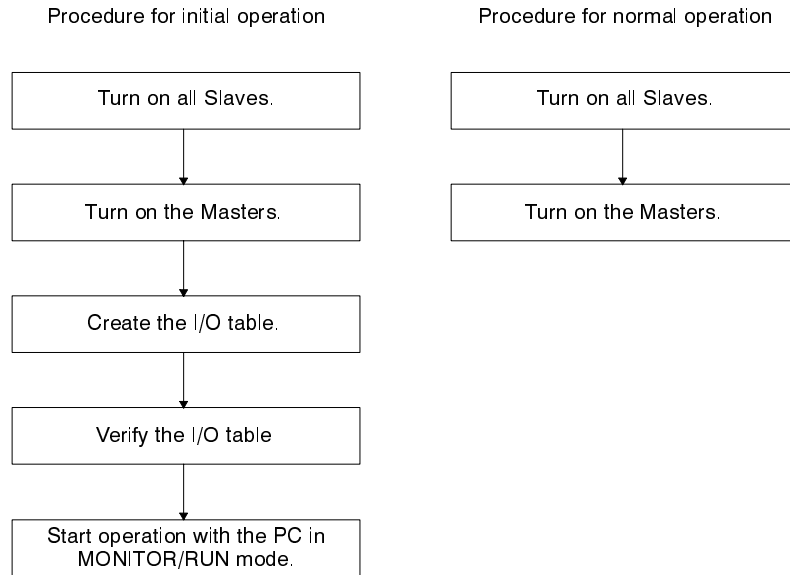 Procedure for initial operation
Turn on all Slaves.
Turn on the Masters.
Create the I/O table.
Verify the I/O table
Start operation with the PC in
MONITOR/RUN mode.
Procedure for normal operation
Turn on all Slaves.
Turn on the Masters.